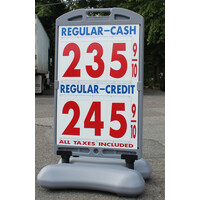 REGULAR-CASH
235 9/10
REGULAR-CREDIT
245 9/10
ALL TAXES INCLUDED